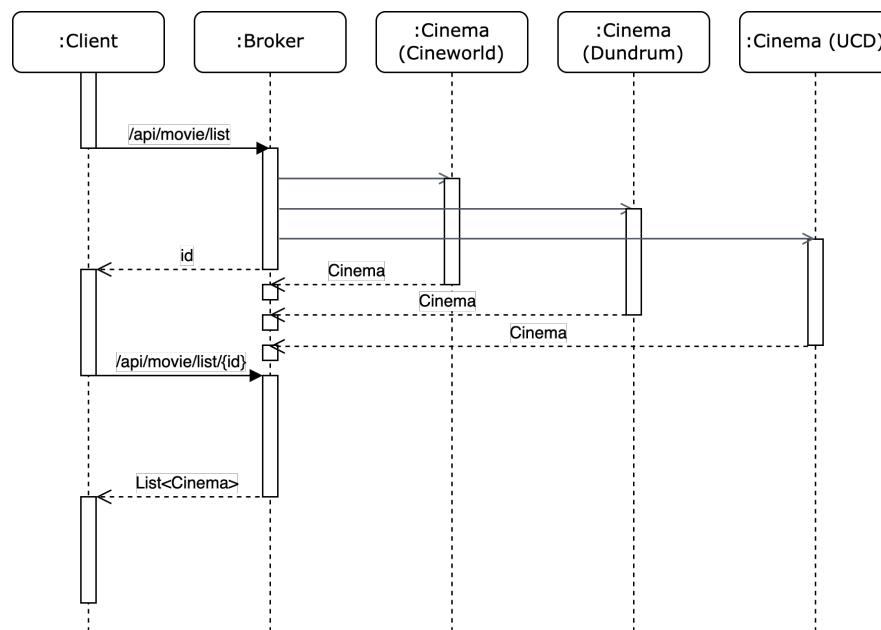 :Client
:Broker
:Cinema
(Cineworld)
:Cinema
(Dundrum)
:Cinema (UCD)
/api/movie/list
id
Cinema
Cinema
Cinema
/api/movie/list/{id}
List<Cinema>